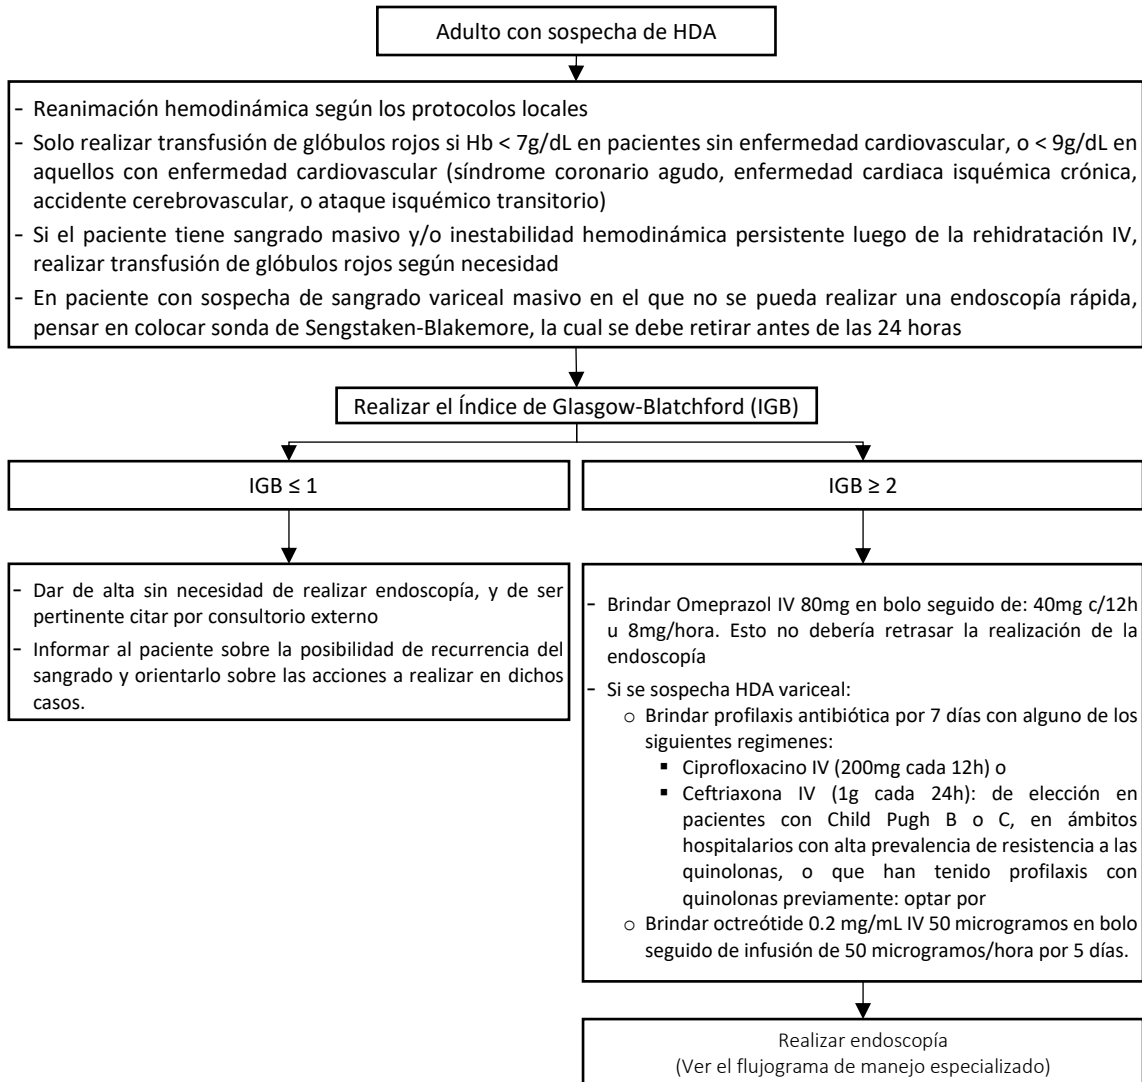 Adulto con sospecha de HDA
- Reanimación hemodinámica según los protocolos locales
- Solo realizar transfusión de glóbulos rojos si Hb < 7g/dL en pacientes sin enfermedad cardiovascular, o < 9g/dL en
aquellos con enfermedad cardiovascular (síndrome coronario agudo, enfermedad cardiaca isquémica crónica,
accidente cerebrovascular, o ataque isquémico transitorio)
- Si el paciente tiene sangrado masivo y/o inestabilidad hemodinámica persistente luego de la rehidratación IV,
realizar transfusión de glóbulos rojos según necesidad
- En paciente con sospecha de sangrado variceal masivo en el que no se pueda realizar una endoscopía rápida,
pensar en colocar sonda de Sengstaken-Blakemore, la cual se debe retirar antes de las 24 horas
Realizar el Índice de Glasgow-Blatchford (IGB)
IGB ≤ 1
- Dar de alta sin necesidad de realizar endoscopía, y de ser
pertinente citar por consultorio externo
- Informar al paciente sobre la posibilidad de recurrencia del
sangrado y orientarlo sobre las acciones a realizar en dichos
casos.
IGB ≥ 2
- Brindar Omeprazol IV 80mg en bolo seguido de: 40mg c/12h
u 8mg/hora. Esto no debería retrasar la realización de la
endoscopía
- Si se sospecha HDA variceal:
o Brindar profilaxis antibiótica por 7 días con alguno de los
siguientes regimenes:
▪ Ciprofloxacino IV (200mg cada 12h) o
▪ Ceftriaxona IV (1g cada 24h): de elección en
pacientes con Child Pugh B o C, en ámbitos
hospitalarios con alta prevalencia de resistencia a las
quinolonas, o que han tenido profilaxis con
quinolonas previamente: optar por
o Brindar octreótide 0.2 mg/mL IV 50 microgramos en bolo
seguido de infusión de 50 microgramos/hora por 5 días.
Realizar endoscopía
(Ver el flujograma de manejo especializado)